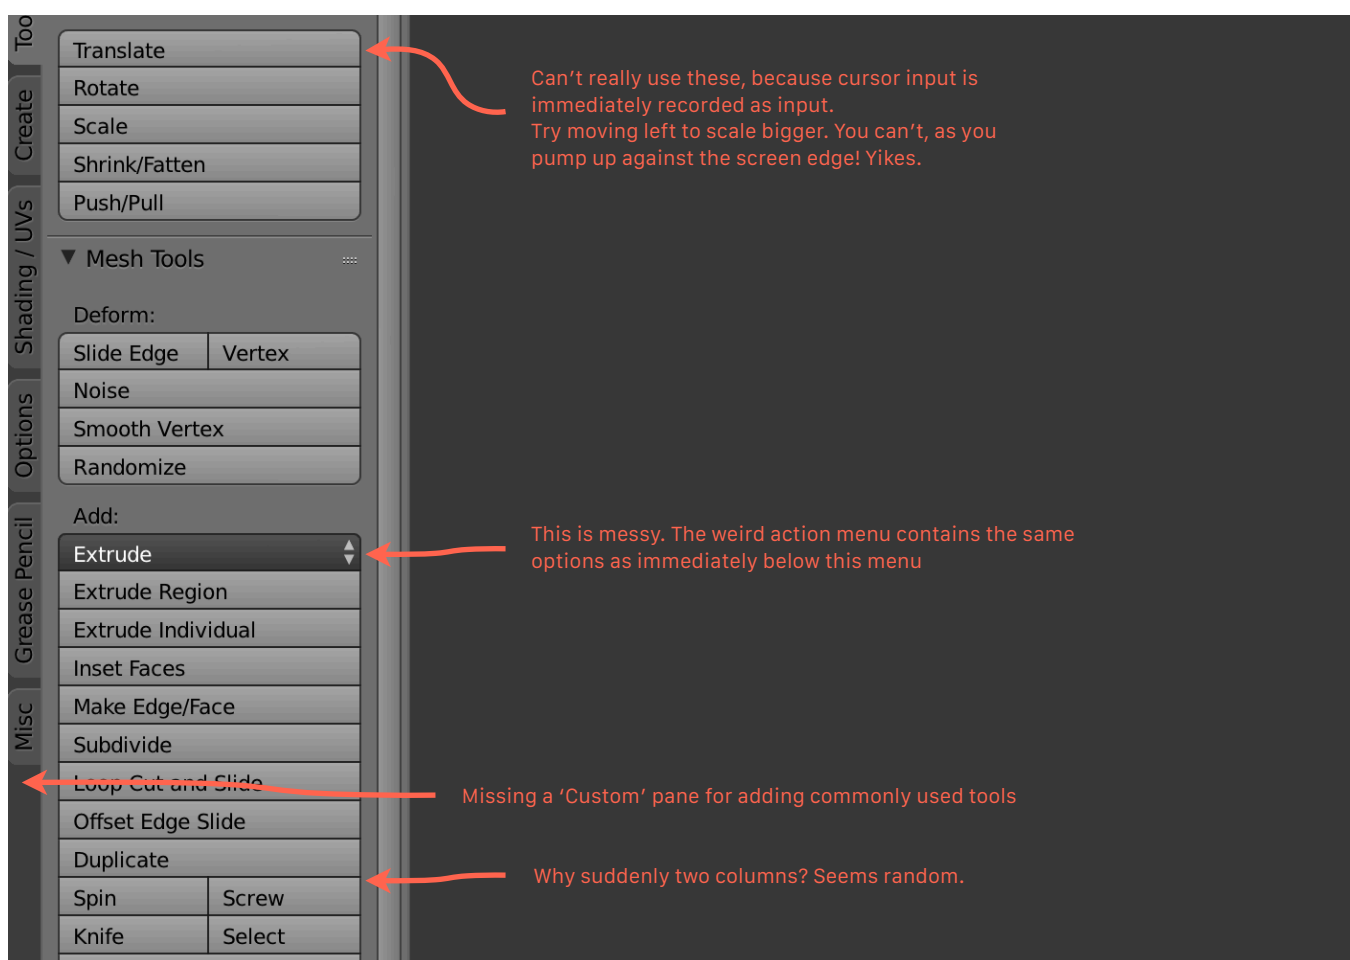 Too
Create
Shading / UVs
Options
Grease Pencil
Misc
Translate
Rotate
Scale
Shrink/Fatten
Push/Pull
Mesh Tools
Deform:
Slide Edge Vertex
Noise
Smooth Vertex
Randomize
Add:
Extrude
Extrude Region
Extrude Individual
Inset Faces
Make Edge/Face
Subdivide
Loop Cut and Slide
Offset Edge Slide
Duplicate
Spin Screw
Knife Select
Can’t really use these, because cursor input is
immediately recorded as input.
Try moving left to scale bigger. You can’t, as you
pump up against the screen edge! Yikes.
This is messy. The weird action menu contains the same
options as immediately below this menu
Missing a ‘Custom’ pane for adding commonly used tools
Why suddenly two columns? Seems random.